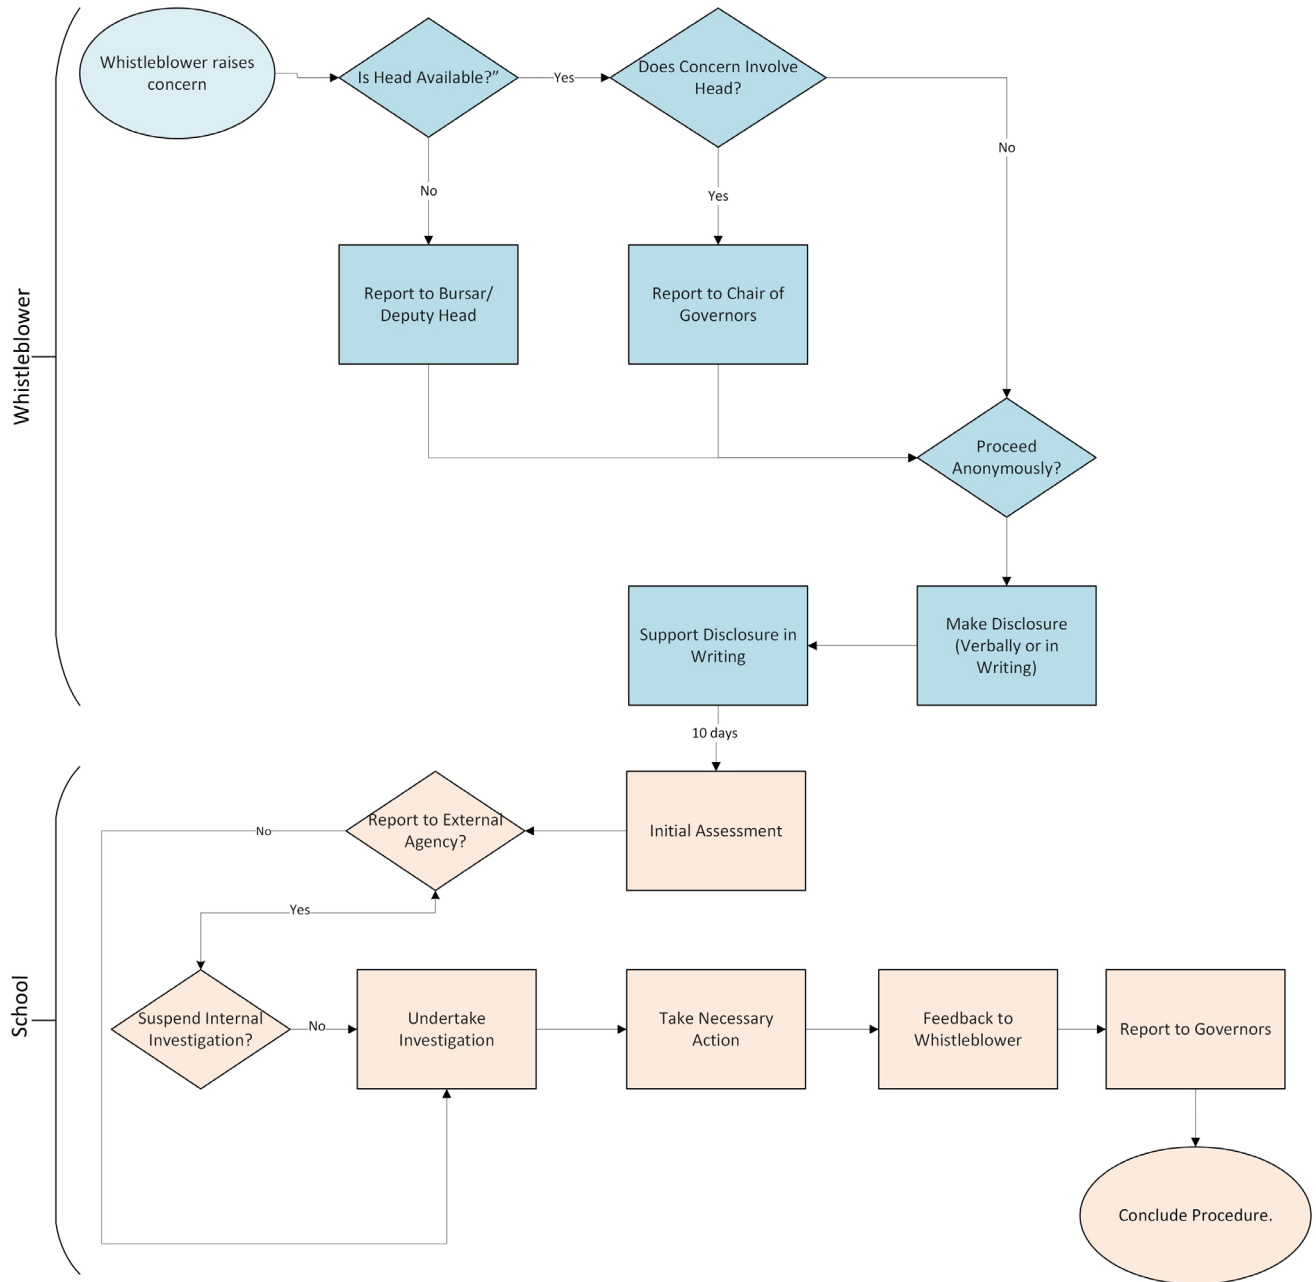 Whistleblower raises
concern
Is Head Available?”
Yes
Does Concern Involve
Head?
No
No
Yes
Whistleblower
Report to Bursar/
Deputy Head
Report to Chair of
Governors
Proceed
Anonymously?
Support Disclosure in
Writing
Make Disclosure
(Verbally or in
Writing)
10 days
School
Report to External
Agency?
Initial Assessment
No
Yes
Suspend Internal
Investigation?
No
Undertake
Investigation
Take Necessary
Action
Feedback to
Whistleblower
Report to Governors
Conclude Procedure.